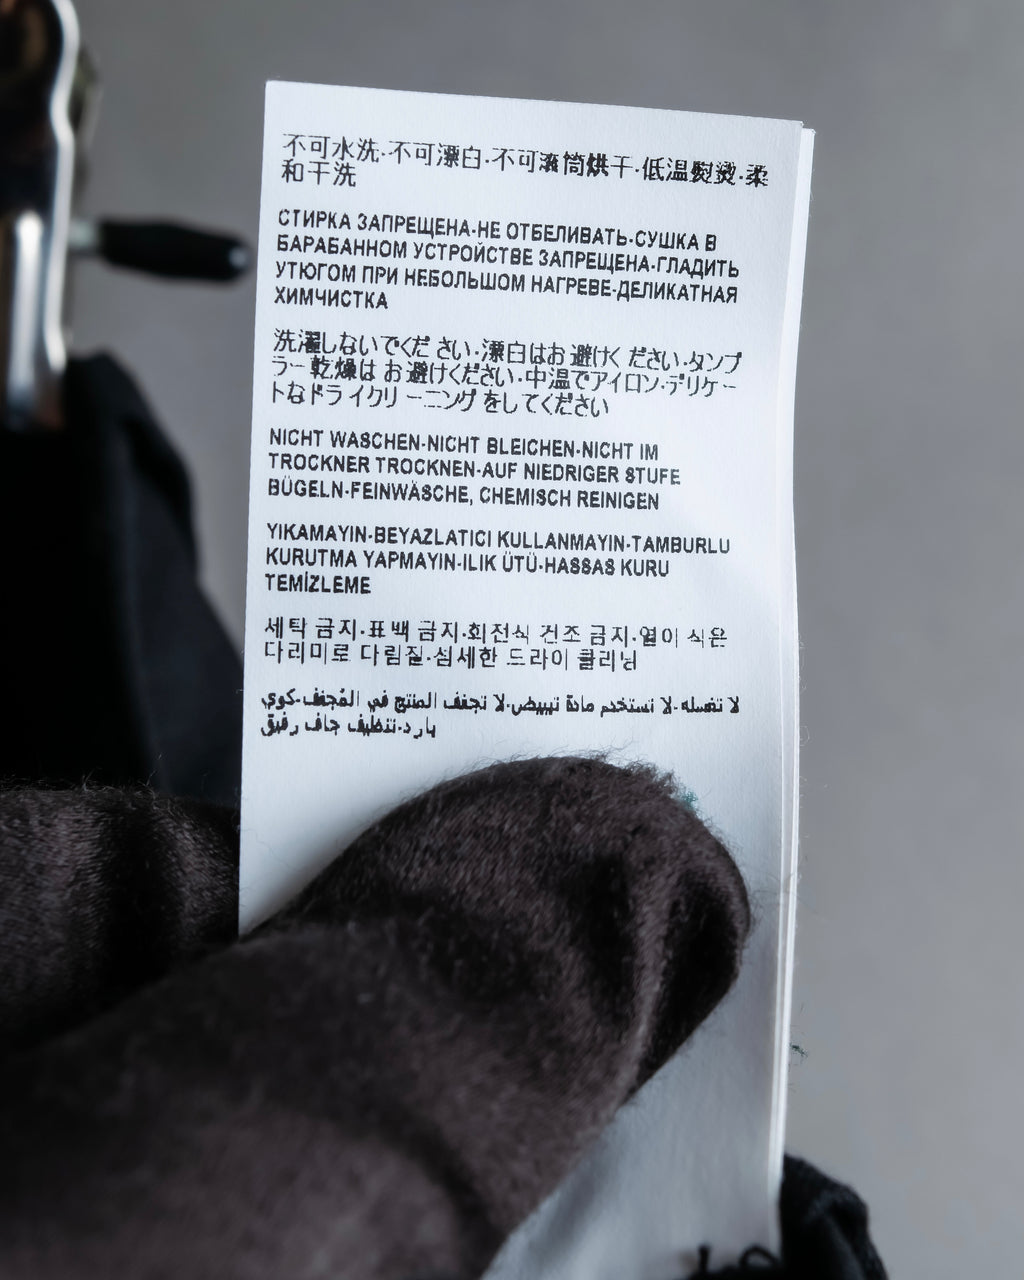 不可水洗·不可漂白·不可滚筒烘干·低温熨烫·柔
和干洗
СТИРКА ЗАПРЕЩЕНА·НЕ ОТБЕЛИВАТЬ·СУШКА В
БАРАБАННОМ УСТРОЙСТВЕ ЗАПРЕЩЕНА·ГЛАДИТЬ
УТЮГОМ ПРИ НЕБОЛЬШОМ НАГРЕВЕ·ДЕЛИКАТНАЯ
ХИМЧИСТКА
洗濯しないでくだ さい·漂白はお 避けく ださい·タンブ
ラー 乾燥は お 避けください·中温でアイロン·デリケー
トなドラ イクリ ーニング をしてください
NICHT WASCHEN·NICHT BLEICHEN·NICHT IM
TROCKNER TROCKNEN·AUF NIEDRIGER STUFE
BÜGELN·FEINWÄSCHE, CHEMISCH REINIGEN
YIKAMAYIN·BEYAZLATICI KULLANMAYIN·TAMBURLU
KURUTMA YAPMAYIN·ILIK ÜTÜ·HASSAS KURU
TEMİZLEME
세탁 금지·표백 금지·회전식 건조 금지·열이 식은
다리미로 다림질·섬세한 드라이 클리닝
لا تغسله·لا تستخدم مادة تبييض·لا تجفف المنتج في المُجفف·كوي
بارد·تنظيف جاف رفيق